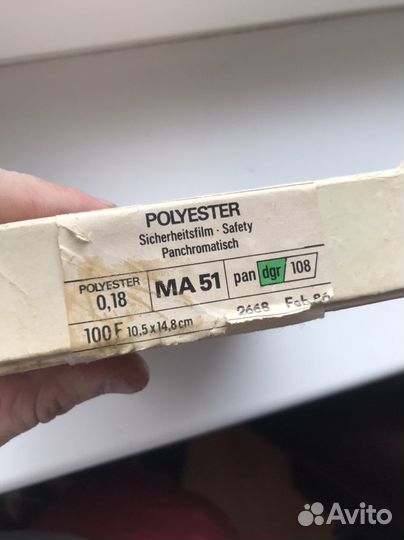 POLYESTER
Sicherheitsfilm · Safety
Panchromatisch
POLYESTER 0,18 MA 51 pan dgr 108
100 F 10,5 x 14,8 cm 2668 Feb
Avito